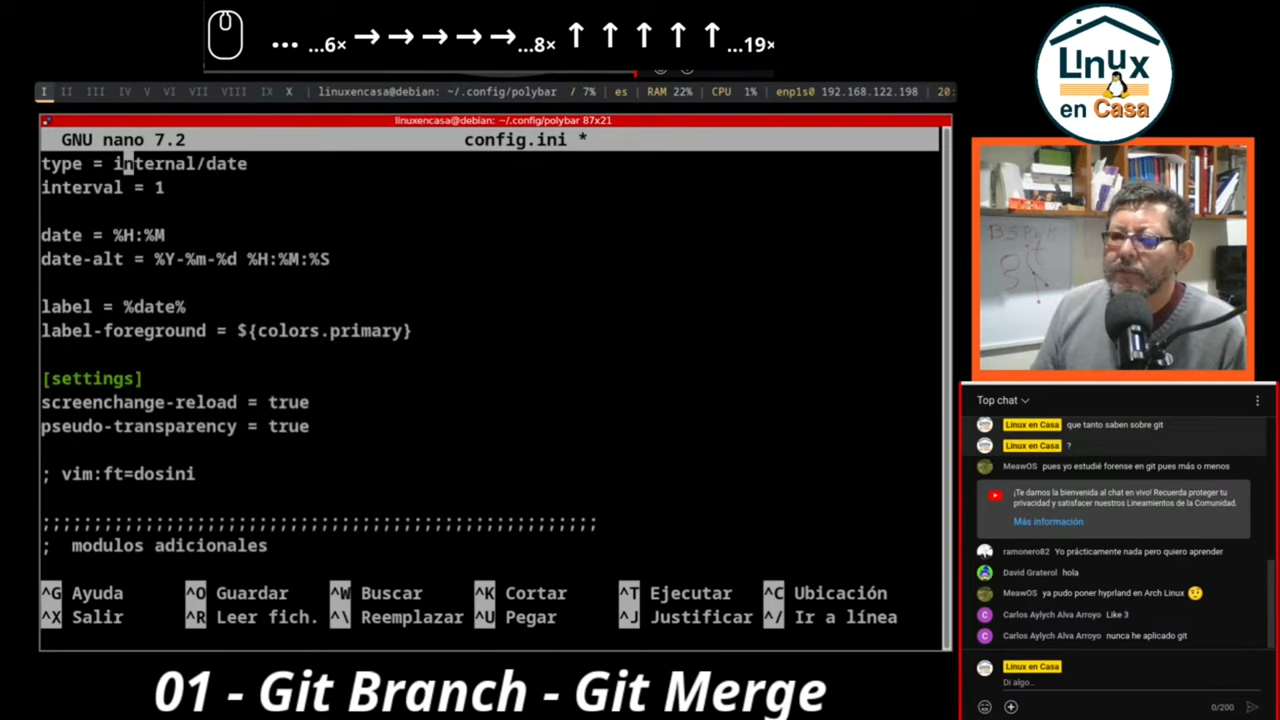 ... ...6× →→→→→...8× ↑↑↑↑↑...19×
LInux
en Casa
I II III IV V VI VII VIII IX X | linuxencasa@debian: ~/.config/polybar / 7% | es | RAM 22% | CPU 1% | enp1s0 192.168.122.198 | 20:
linuxencasa@debian: ~/.config/polybar 87x21
GNU nano 7.2 config.ini *
type = internal/date
interval = 1
date = %H:%M
date-alt = %Y-%m-%d %H:%M:%S
label = %date%
label-foreground = ${colors.primary}
[settings]
screenchange-reload = true
pseudo-transparency = true
; vim:ft=dosini
;;;;;;;;;;;;;;;;;;;;;;;;;;;;;;;;;;;;;;;;;;;;;;;;;;;;;;
; modulos adicionales
^G Ayuda ^O Guardar ^W Buscar ^K Cortar ^T Ejecutar ^C Ubicación
^X Salir ^R Leer fich. ^\ Reemplazar ^U Pegar ^J Justificar ^/ Ir a línea
01 - Git Branch - Git Merge
BSPWM
git
Top chat
Linux en Casa que tanto saben sobre git
Linux en Casa ?
MeawOS pues yo estudié forense en git pues más o menos
¡Te damos la bienvenida al chat en vivo! Recuerda proteger tu
privacidad y satisfacer nuestros Lineamientos de la Comunidad.
Más información
ramonero82 Yo prácticamente nada pero quiero aprender
David Graterol hola
MeawOS ya pudo poner hyprland en Arch Linux
Carlos Aylych Alva Arroyo Like 3
Carlos Aylych Alva Arroyo nunca he aplicado git
Linux en Casa
Di algo...
0/200